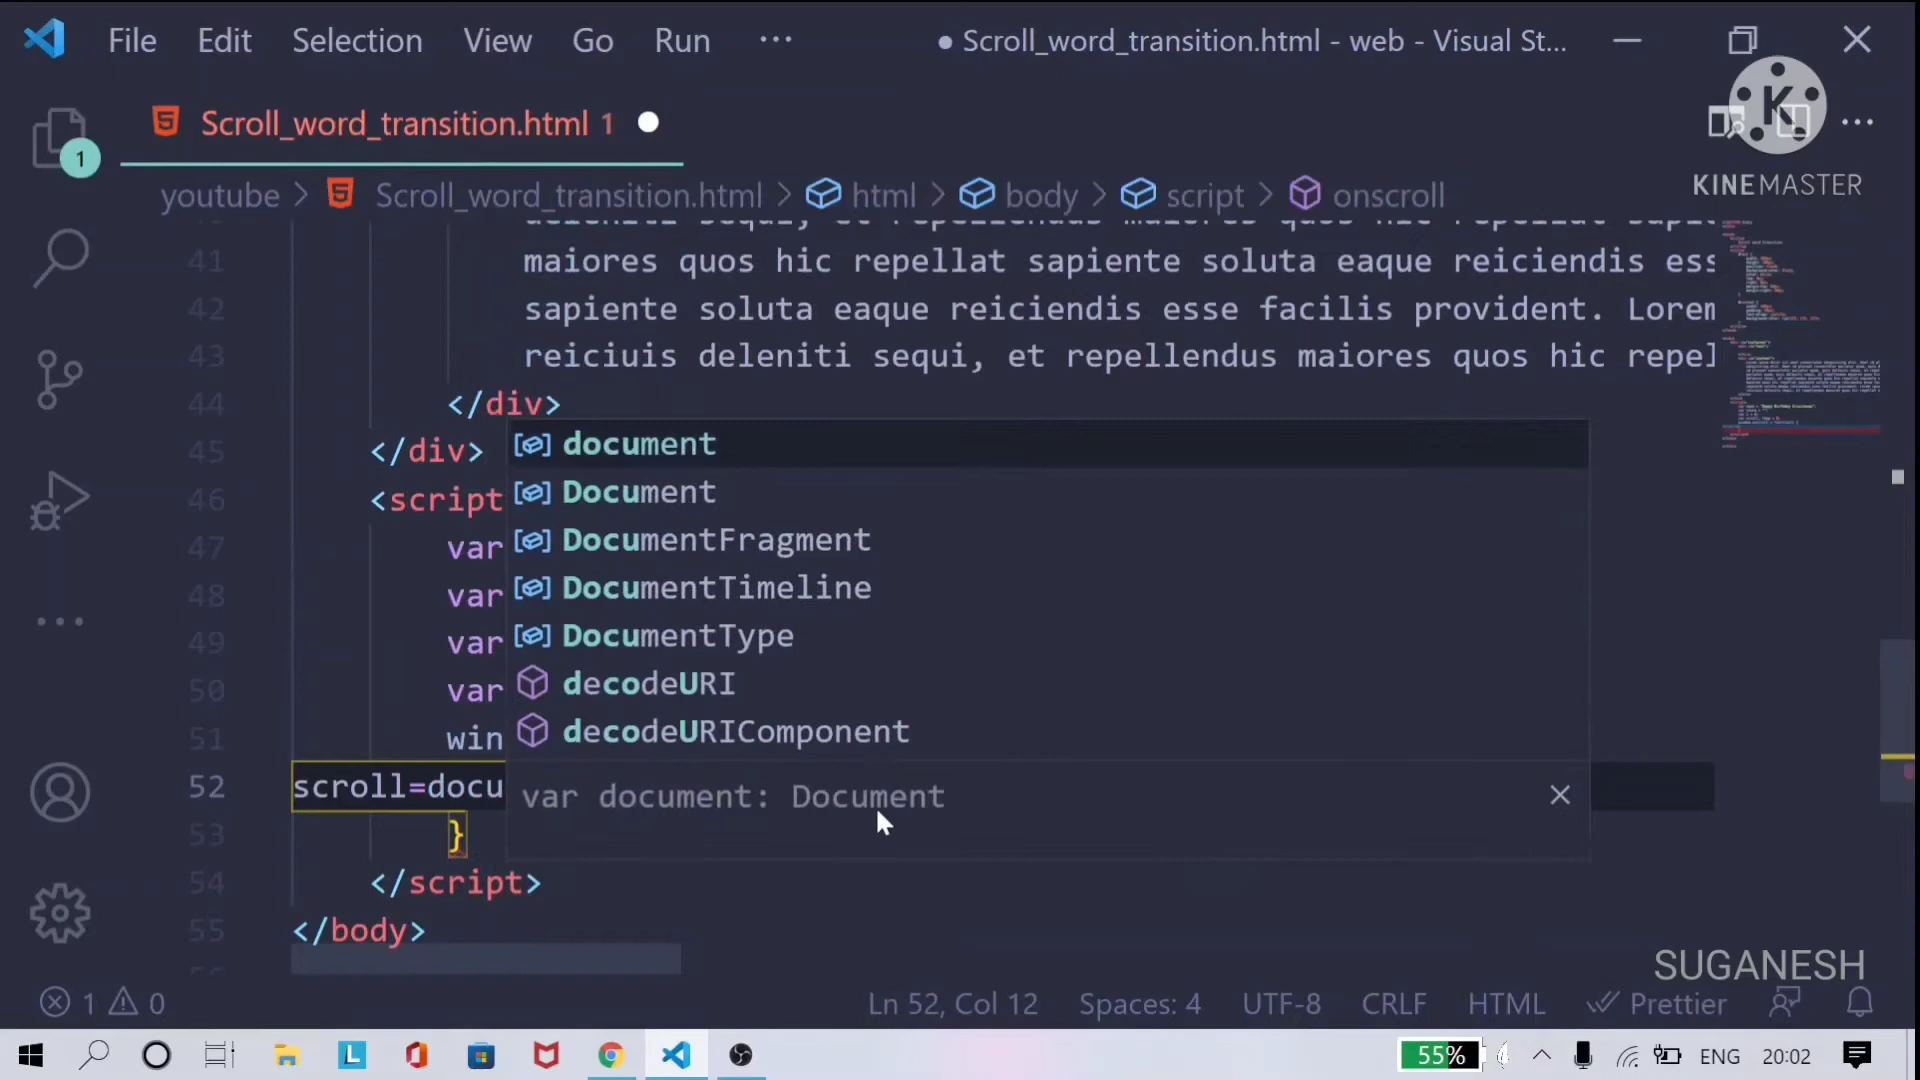 File Edit Selection View Go Run ··· ● Scroll_word_transition.html - web - Visual St...
Scroll_word_transition.html 1
1
KINEMASTER
youtube > Scroll_word_transition.html > html > body > script > onscroll
41 maiores quos hic repellat sapiente soluta eaque reiciendis ess
42 sapiente soluta eaque reiciendis esse facilis provident. Lorem
43 reiciuis deleniti sequi, et repellendus maiores quos hic repel
44 </div>
45 </div>
46 <script
47 var
48 var
49 var
50 var
51 win
52 scroll=docu
53 }
54 </script>
55 </body>
document
Document
DocumentFragment
DocumentTimeline
DocumentType
decodeURI
decodeURIComponent
var document: Document
SUGANESH
1 0 Ln 52, Col 12 Spaces: 4 UTF-8 CRLF HTML Prettier
55% ENG 20:02